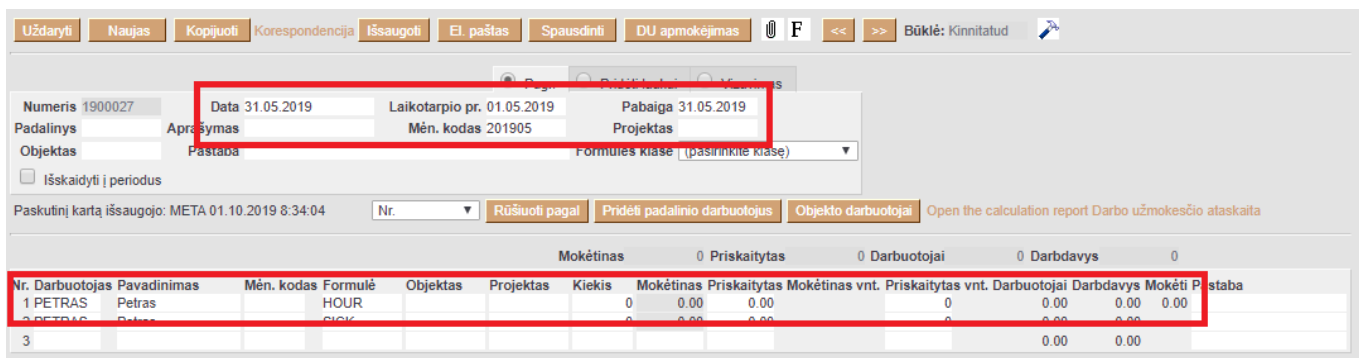 Uždaryti Naujas Kopijuoti Korespondencija Išsaugoti El. paštas Spausdinti DU apmokėjimas F << >> Būklė: Kinnitatud
Numeris 1900027 Data 31.05.2019 Laikotarpio pr. 01.05.2019 Pabaiga 31.05.2019
Padalinys Aprašymas Mėn. kodas 201905 Projektas
Objektas Pastaba Formulės klasė (pasirinkite klasę)
Išskaidyti į periodus
Paskutinį kartą išsaugojo: META 01.10.2019 8:34:04 Nr. Rūšiuoti pagal Pridėti padalinio darbuotojus Objekto darbuotojai Open the calculation report Darbo užmokesčio ataskaita
Mokėtinas 0 Priskaitytas 0 Darbuotojai 0 Darbdavys 0
Nr. Darbuotojas Pavadinimas Mėn. kodas Formulė Objektas Projektas Kiekis Mokėtinas Priskaitytas Mokėtinas vnt. Priskaitytas vnt. Darbuotojai Darbdavys Mokėti Pastaba
1 PETRAS Petras HOUR 0 0.00 0.00 0 0.00 0.00 0.00
3 0.00 0.00